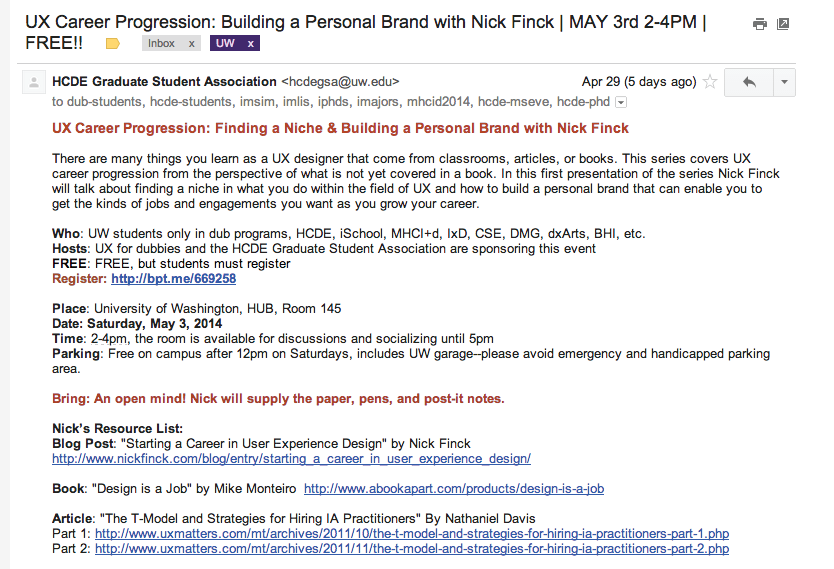 UX Career Progression: Building a Personal Brand with Nick Finck | MAY 3rd 2-4PM |
FREE!! Inbox x UW x
HCDE Graduate Student Association <hcdegsa@uw.edu> Apr 29 (5 days ago)
to dub-students, hcde-students, imsim, imlis, iphds, imajors, mhcid2014, hcde-mseve, hcde-phd
UX Career Progression: Finding a Niche & Building a Personal Brand with Nick Finck
There are many things you learn as a UX designer that come from classrooms, articles, or books. This series covers UX
career progression from the perspective of what is not yet covered in a book. In this first presentation of the series Nick Finck
will talk about finding a niche in what you do within the field of UX and how to build a personal brand that can enable you to
get the kinds of jobs and engagements you want as you grow your career.
Who: UW students only in dub programs, HCDE, iSchool, MHCI+d, IxD, CSE, DMG, dxArts, BHI, etc.
Hosts: UX for dubbies and the HCDE Graduate Student Association are sponsoring this event
FREE: FREE, but students must register
Register: http://bpt.me/669258
Place: University of Washington, HUB, Room 145
Date: Saturday, May 3, 2014
Time: 2-4pm, the room is available for discussions and socializing until 5pm
Parking: Free on campus after 12pm on Saturdays, includes UW garage--please avoid emergency and handicapped parking
area.
Bring: An open mind! Nick will supply the paper, pens, and post-it notes.
Nick's Resource List:
Blog Post: "Starting a Career in User Experience Design" by Nick Finck
http://www.nickfinck.com/blog/entry/starting_a_career_in_user_experience_design/
Book: "Design is a Job" by Mike Monteiro http://www.abookapart.com/products/design-is-a-job
Article: "The T-Model and Strategies for Hiring IA Practitioners" By Nathaniel Davis
Part 1: http://www.uxmatters.com/mt/archives/2011/10/the-t-model-and-strategies-for-hiring-ia-practitioners-part-1.php
Part 2: http://www.uxmatters.com/mt/archives/2011/11/the-t-model-and-strategies-for-hiring-ia-practitioners-part-2.php